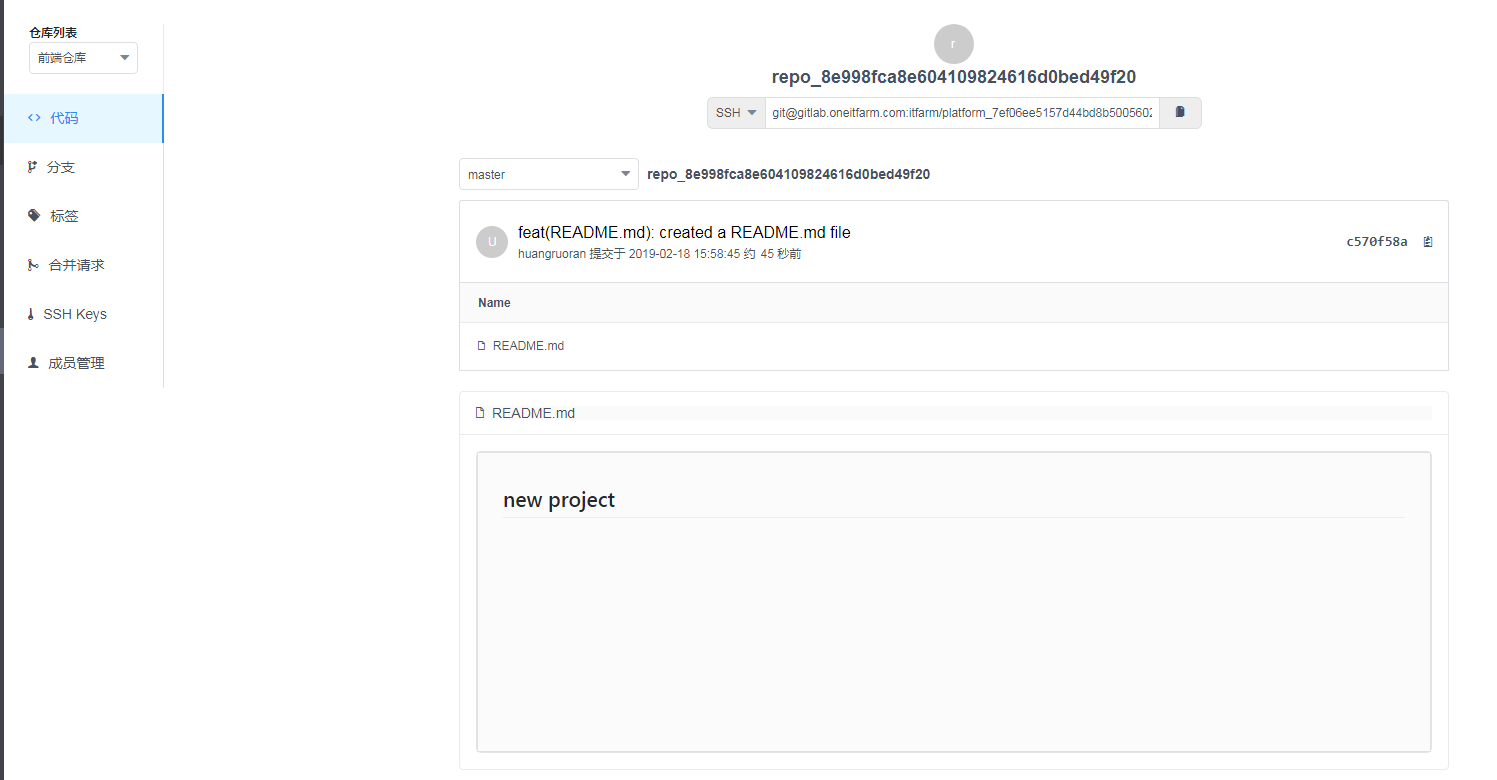 仓库列表
前端仓库
代码
分支
标签
合并请求
SSH Keys
成员管理
r
repo_8e998fca8e604109824616d0bed49f20
SSH git@gitlab.oneitfarm.com:itfarm/platform_7ef06ee5157d44bd8b5005602
master repo_8e998fca8e604109824616d0bed49f20
U
feat(README.md): created a README.md file
huangruoran 提交于 2019-02-18 15:58:45 约 45 秒前
c570f58a
Name
README.md
README.md
new project